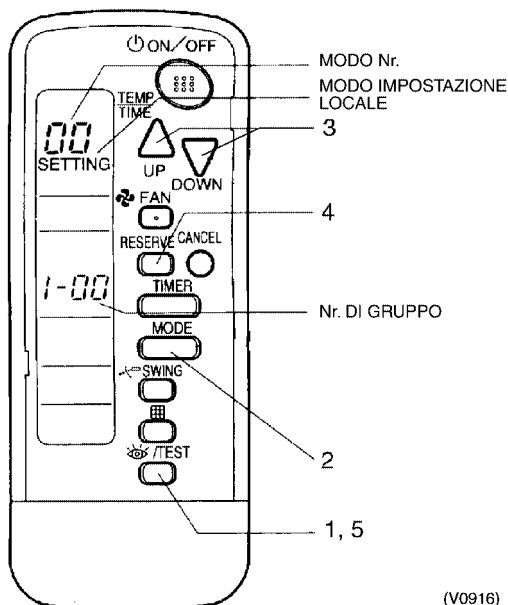 ON/OFF
MODO Nr.
MODO IMPOSTAZIONE
LOCALE
TEMP
TIME
00
SETTING
3
UP
DOWN
FAN
4
RESERVE CANCEL
TIMER
1-00
Nr. DI GRUPPO
MODE
SWING
2
/TEST
1, 5
(V0916)